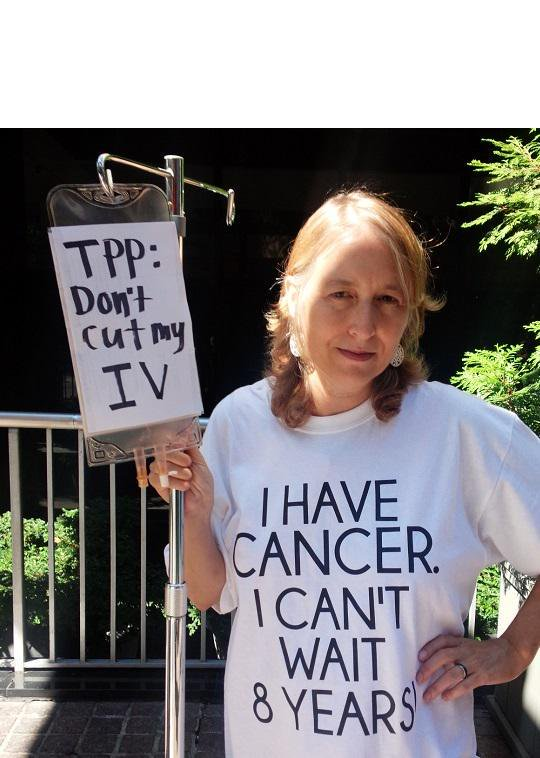 TPP:
Don't
cut my
IV
I HAVE
CANCER.
I CAN'T
WAIT
8 YEARS!